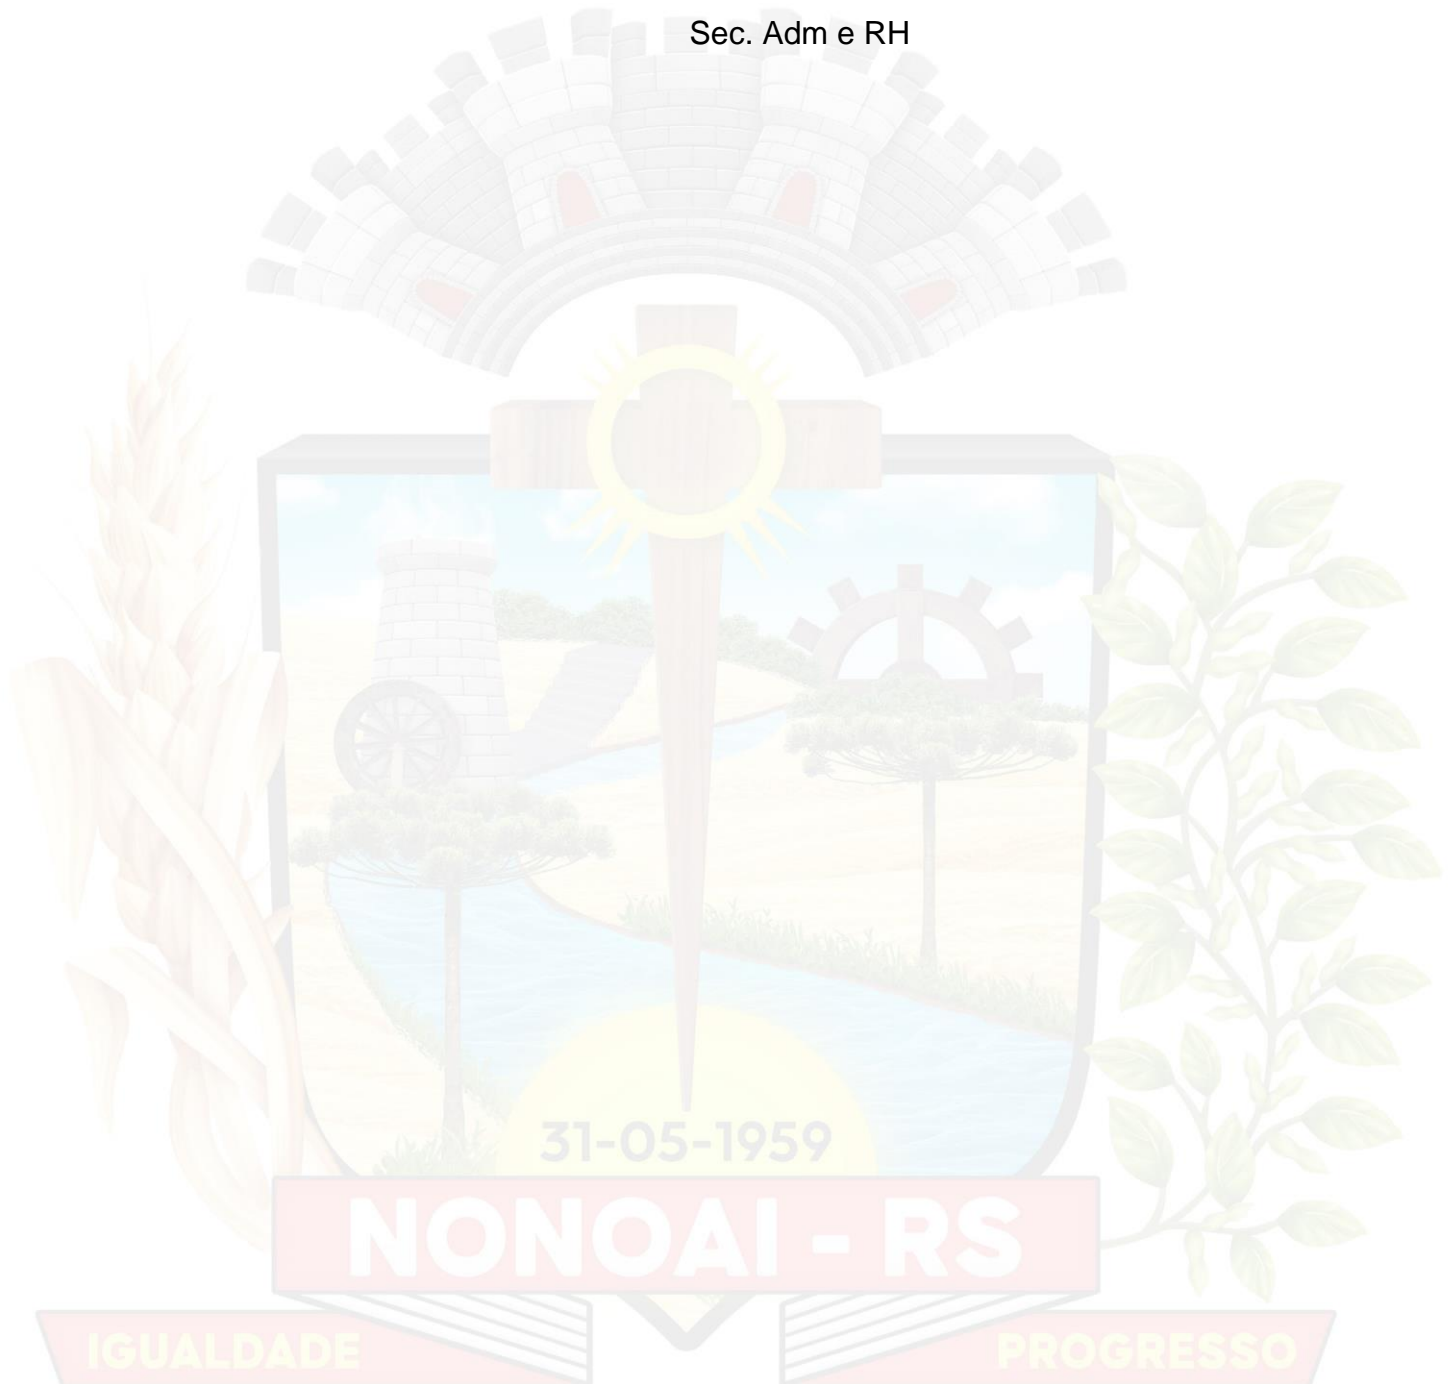 Sec. Adm e RH
31-05-1959
NONOAI - RS
IGUALDADE
PROGRESSO